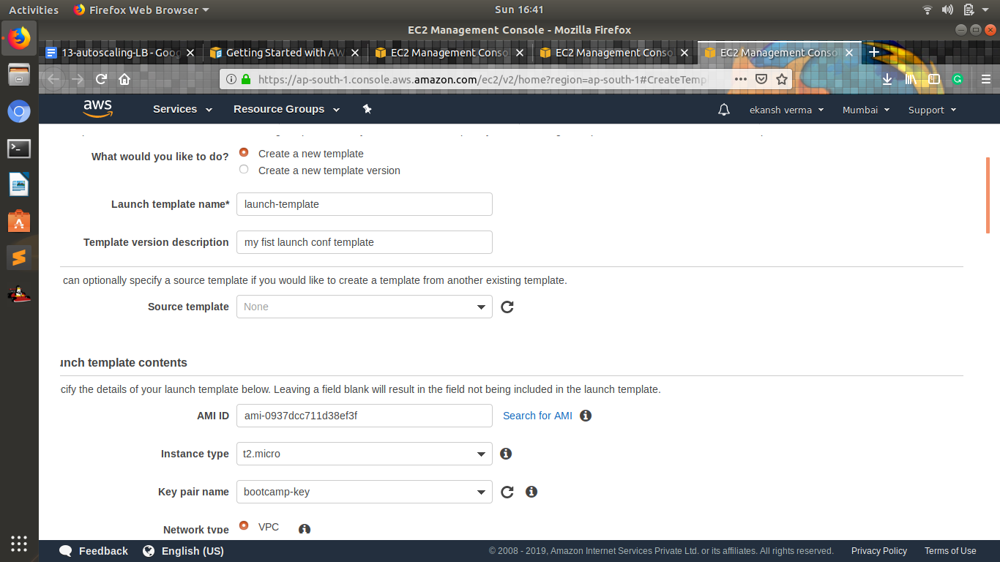 Activities Firefox Web Browser Sun 16:41
EC2 Management Console - Mozilla Firefox
13-autoscaling-LB - Goog Getting Started with AW EC2 Management Conso EC2 Management Conso EC2 Management Conso
https://ap-south-1.console.aws.amazon.com/ec2/v2/home?region=ap-south-1#CreateTemp
aws Services Resource Groups ekansh verma Mumbai Support
What would you like to do? Create a new template
Create a new template version
Launch template name* launch-template
Template version description my fist launch conf template
can optionally specify a source template if you would like to create a template from another existing template.
Source template None
unch template contents
cify the details of your launch template below. Leaving a field blank will result in the field not being included in the launch template.
AMI ID ami-0937dcc711d38ef3f Search for AMI
Instance type t2.micro
Key pair name bootcamp-key
Network type VPC
Feedback English (US) © 2008 - 2019, Amazon Internet Services Private Ltd. or its affiliates. All rights reserved. Privacy Policy Terms of Use